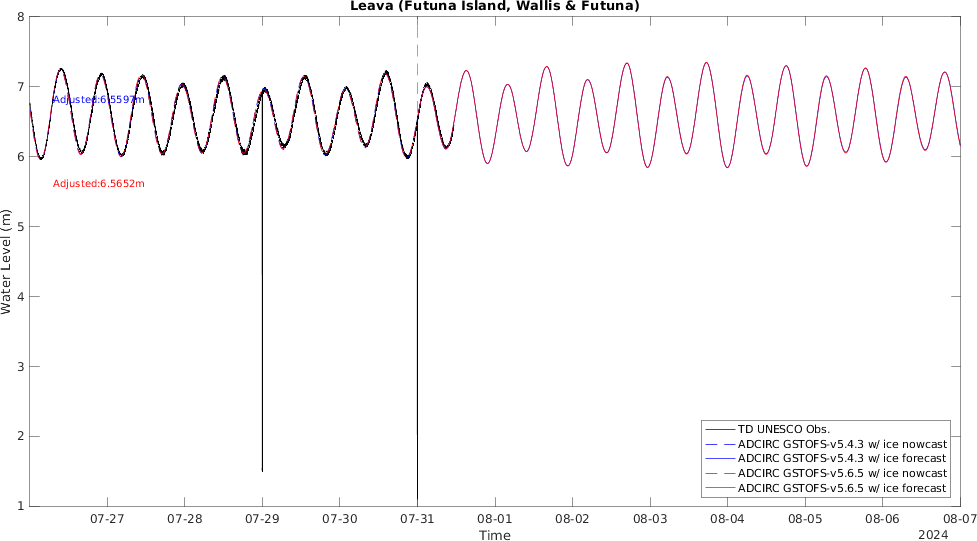 Leava (Futuna Island, Wallis & Futuna)
8
7
6
5
4
3
2
1
Water Level (m)
Adjusted:6.5597m
Adjusted:6.5652m
TD UNESCO Obs.
ADCIRC GSTOFS-v5.4.3 w/ ice nowcast
ADCIRC GSTOFS-v5.4.3 w/ ice forecast
ADCIRC GSTOFS-v5.6.5 w/ ice nowcast
ADCIRC GSTOFS-v5.6.5 w/ ice forecast
07-27 07-28 07-29 07-30 07-31 08-01 08-02 08-03 08-04 08-05 08-06 08-07
Time
2024